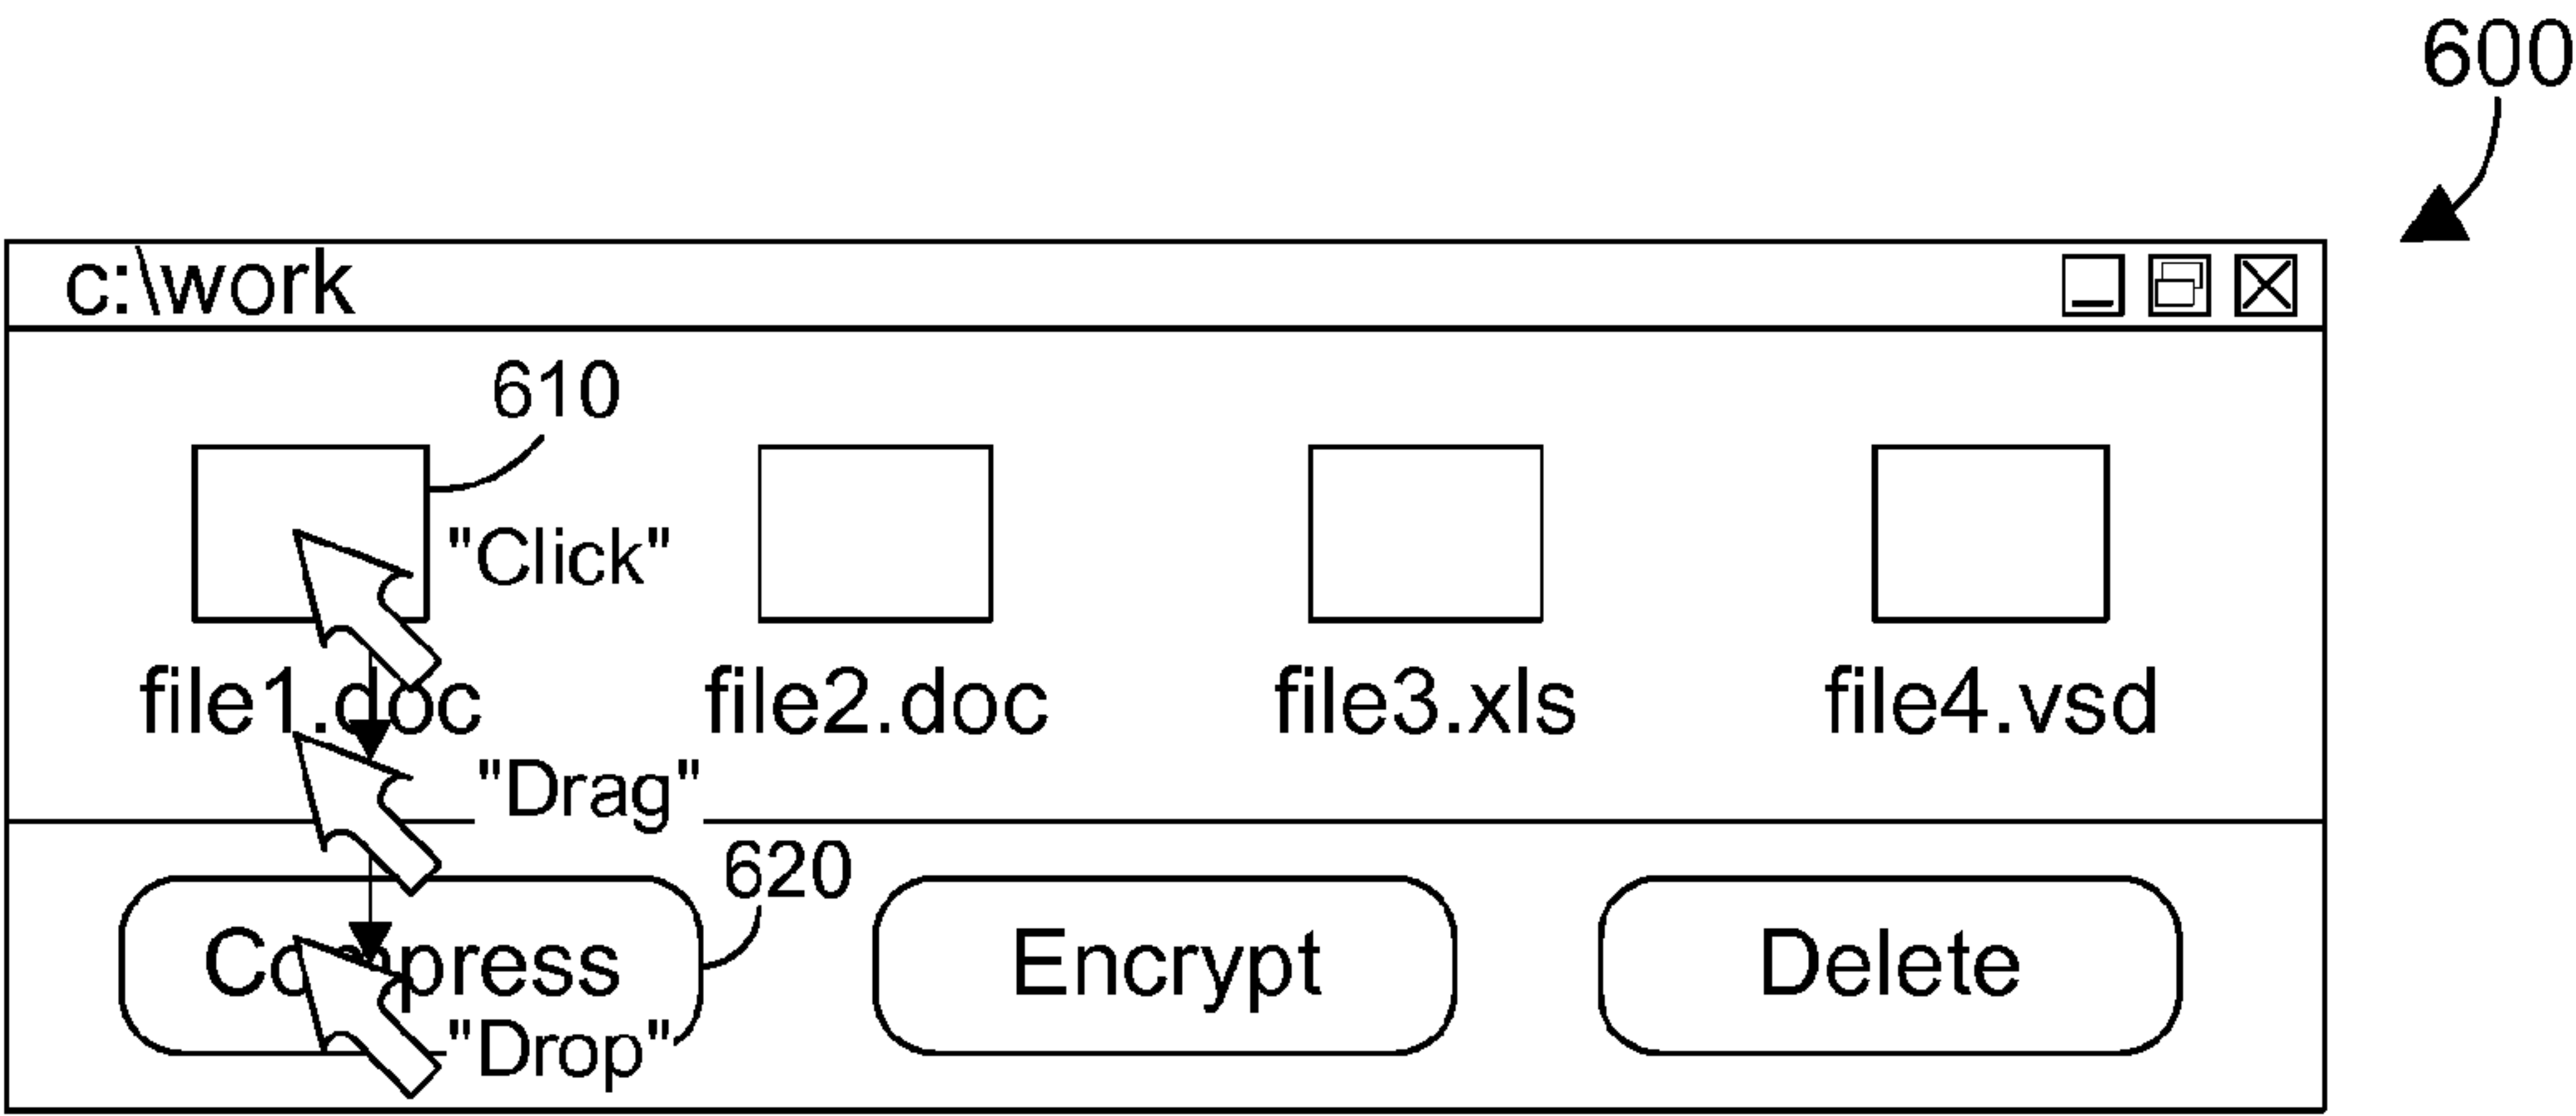 600
c:\work
610
"Click"
file1.doc file2.doc file3.xls file4.vsd
"Drag"
620
Compress Encrypt Delete
"Drop"